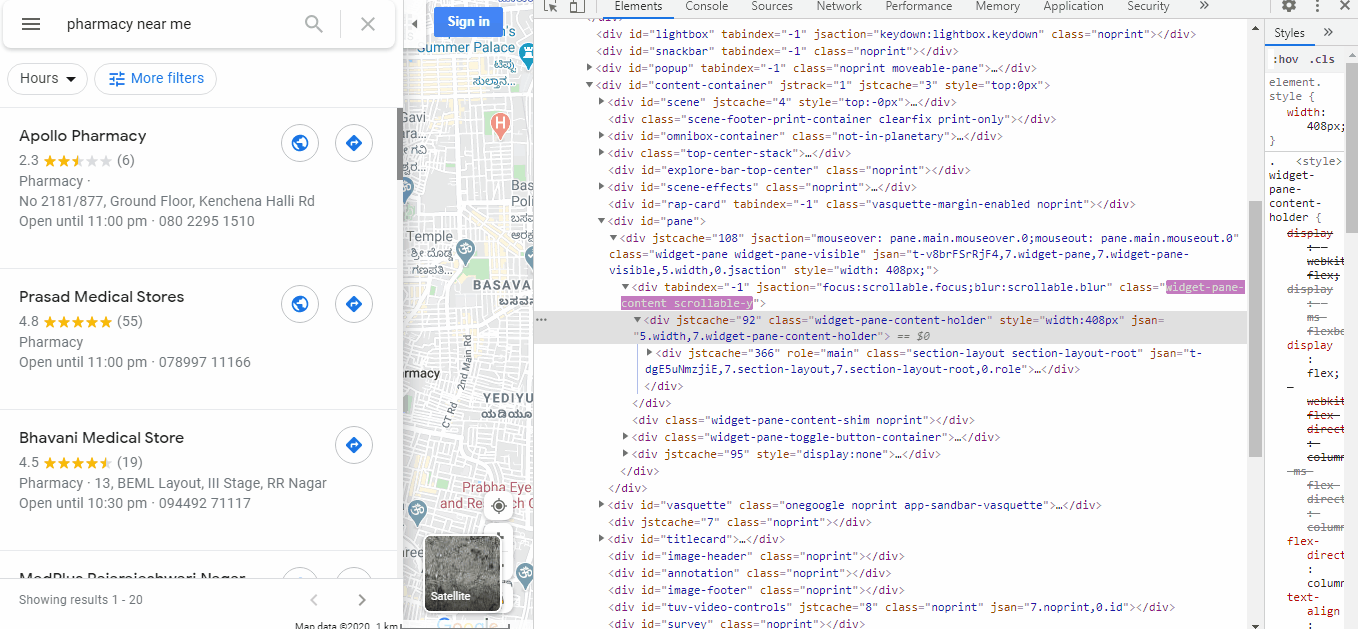 pharmacy near me
Hours
More filters
Apollo Pharmacy
2.3 (6)
Pharmacy ·
No 2181/877, Ground Floor, Kenchena Halli Rd
Open until 11:00 pm · 080 2295 1510
Prasad Medical Stores
4.8 (55)
Pharmacy
Open until 11:00 pm · 078997 11166
Bhavani Medical Store
4.5 (19)
Pharmacy · 13, BEML Layout, III Stage, RR Nagar
Open until 10:30 pm · 094492 71117
MedPlus Rajarajeshwari Nagar
Showing results 1 - 20
Sign in
Summer Palace
ಟಿಪ್ಪು
ಸುಲ್ತಾನ...
Temple
BASAVA
2nd Main Rd
rmacy
YEDIYU
CT Rd
Prabha Eye
and Research C
Satellite
Google
Map data ©2020 1 km
Elements Console Sources Network Performance Memory Application Security »
<div id="lightbox" tabindex="-1" jsaction="keydown:lightbox.keydown" class="noprint"></div>
<div id="snackbar" tabindex="-1" class="noprint"></div>
<div id="popup" tabindex="-1" class="noprint moveable-pane">…</div>
<div id="content-container" jstrack="1" jstcache="3" style="top:0px">
<div id="scene" jstcache="4" style="top:-0px">…</div>
<div class="scene-footer-print-container clearfix print-only"></div>
<div id="omnibox-container" class="not-in-planetary">…</div>
<div class="top-center-stack">…</div>
<div id="explore-bar-top-center" class="noprint"></div>
<div id="scene-effects" class="noprint">…</div>
<div id="rap-card" tabindex="-1" class="vasquette-margin-enabled noprint"></div>
<div id="pane">
<div jstcache="108" jsaction="mouseover: pane.main.mouseover.0;mouseout: pane.main.mouseout.0"
class="widget-pane widget-pane-visible" jsan="t-v8brFSrRjF4,7.widget-pane,7.widget-pane-
visible,5.width,0.jsaction" style="width: 408px;">
<div tabindex="-1" jsaction="focus:scrollable.focus;blur:scrollable.blur" class="widget-pane-
content scrollable-y">
<div jstcache="92" class="widget-pane-content-holder" style="width:408px" jsan=
"5.width,7.widget-pane-content-holder"> == $0
<div jstcache="366" role="main" class="section-layout section-layout-root" jsan="t-
dgE5uNmzjiE,7.section-layout,7.section-layout-root,0.role">…</div>
</div>
</div>
<div class="widget-pane-content-shim noprint"></div>
<div class="widget-pane-toggle-button-container">…</div>
<div jstcache="95" style="display:none">…</div>
</div>
</div>
<div id="vasquette" class="onegoogle noprint app-sandbar-vasquette">…</div>
<div jstcache="7" class="noprint"></div>
<div id="titlecard">…</div>
<div id="image-header" class="noprint"></div>
<div id="annotation" class="noprint"></div>
<div id="image-footer" class="noprint"></div>
<div id="tuv-video-controls" jstcache="8" class="noprint" jsan="7.noprint,0.id"></div>
<div id="survey" class="noprint"></div>
Styles »
:hov .cls
element.
style {
width:
408px;
}
. <style>
widget-
pane-
content-
holder {
display
: -
webkit
flex;
display
: -
ms-
flexbo
display
:
flex;
-
webkit
flex-
direct
:
column
-ms-
flex-
direct
:
column
flex-
direct
:
column
text-
align
: